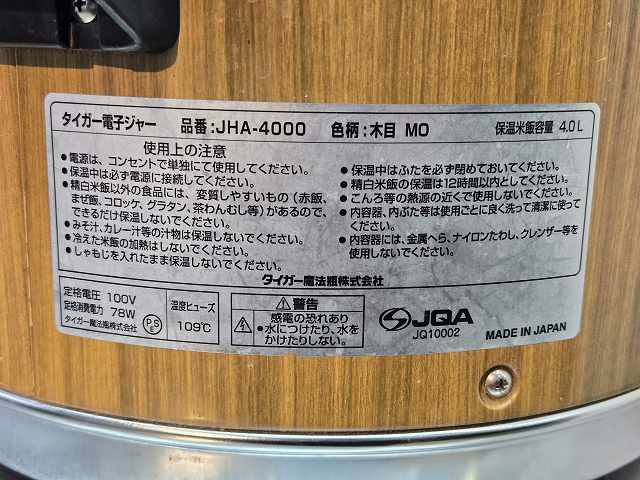 タイガー電子ジャー 品番:JHA-4000 色柄:木目 MO 保温米飯容量 4.0L
使用上の注意
●電源は、コンセントで単独にて使用してください。
●保温中は必ず電源に接続してください。
●精白米飯以外の食品には、変質しやすいもの(赤飯、
まぜ飯、コロッケ、グラタン、茶わんむし等)があるので、
できるだけ保温しないでください。
●みそ汁、カレー汁等の汁物は保温しないでください。
●冷えた米飯の加熱はしないでください。
●しゃもじを入れたまま保温しないでください。
●保温中はふたを必ず閉めておいてください。
●精白米飯の保温は12時間以内としてください。
●こんろ等の熱源の近くで使用しないでください。
●内容器、内ぶた等は使用ごとに良く洗って清潔に使って
ください。
●内容器には、金属へら、ナイロンたわし、クレンザー等を
使用しないでください。
タイガー魔法瓶株式会社
定格電圧 100V
定格消費電力 78W
タイガー魔法瓶株式会社
PSE
温度ヒューズ
109℃
⚠警告
感電の恐れあり
●水につけたり、水を
かけたりしない。
JQA
JQ10002
MADE IN JAPAN